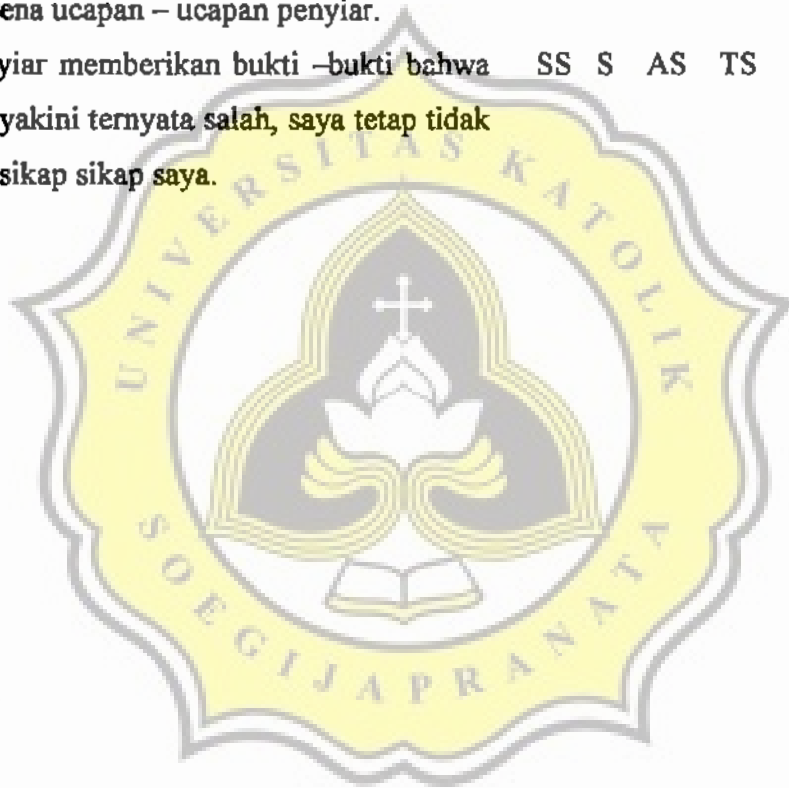 ena ucapan – ucapan penyiar.
yiar memberikan bukti –bukti bahwa SS S AS TS
yakini ternyata salah, saya tetap tidak
sikap sikap saya.
UNIVERSITAS KATOLIK
SOEGIJAPRANATA